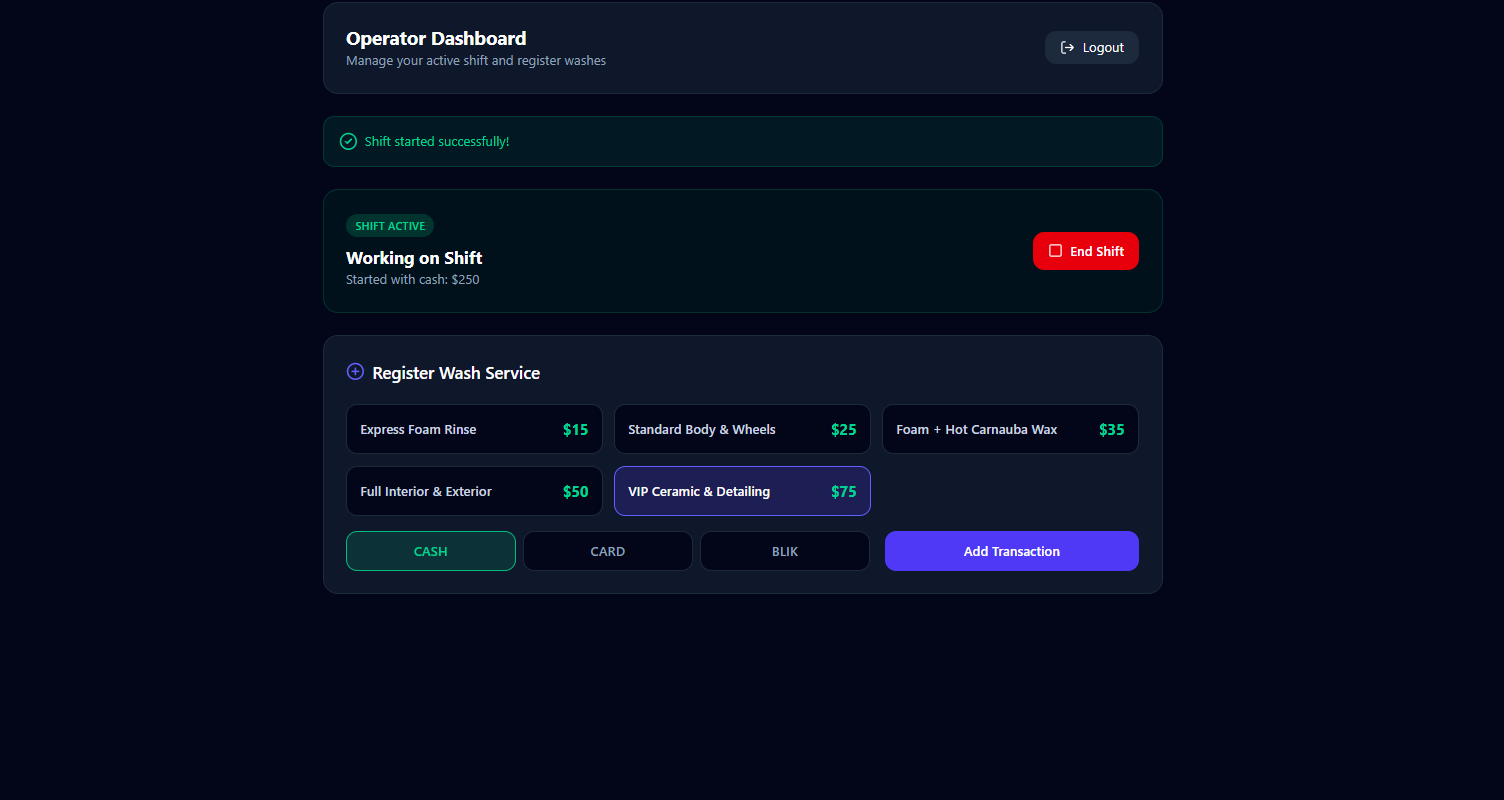 Operator Dashboard
Manage your active shift and register washes
Logout
Shift started successfully!
SHIFT ACTIVE
Working on Shift
Started with cash: $250
End Shift
Register Wash Service
Express Foam Rinse $15
Standard Body & Wheels $25
Foam + Hot Carnauba Wax $35
Full Interior & Exterior $50
VIP Ceramic & Detailing $75
CASH
CARD
BLIK
Add Transaction